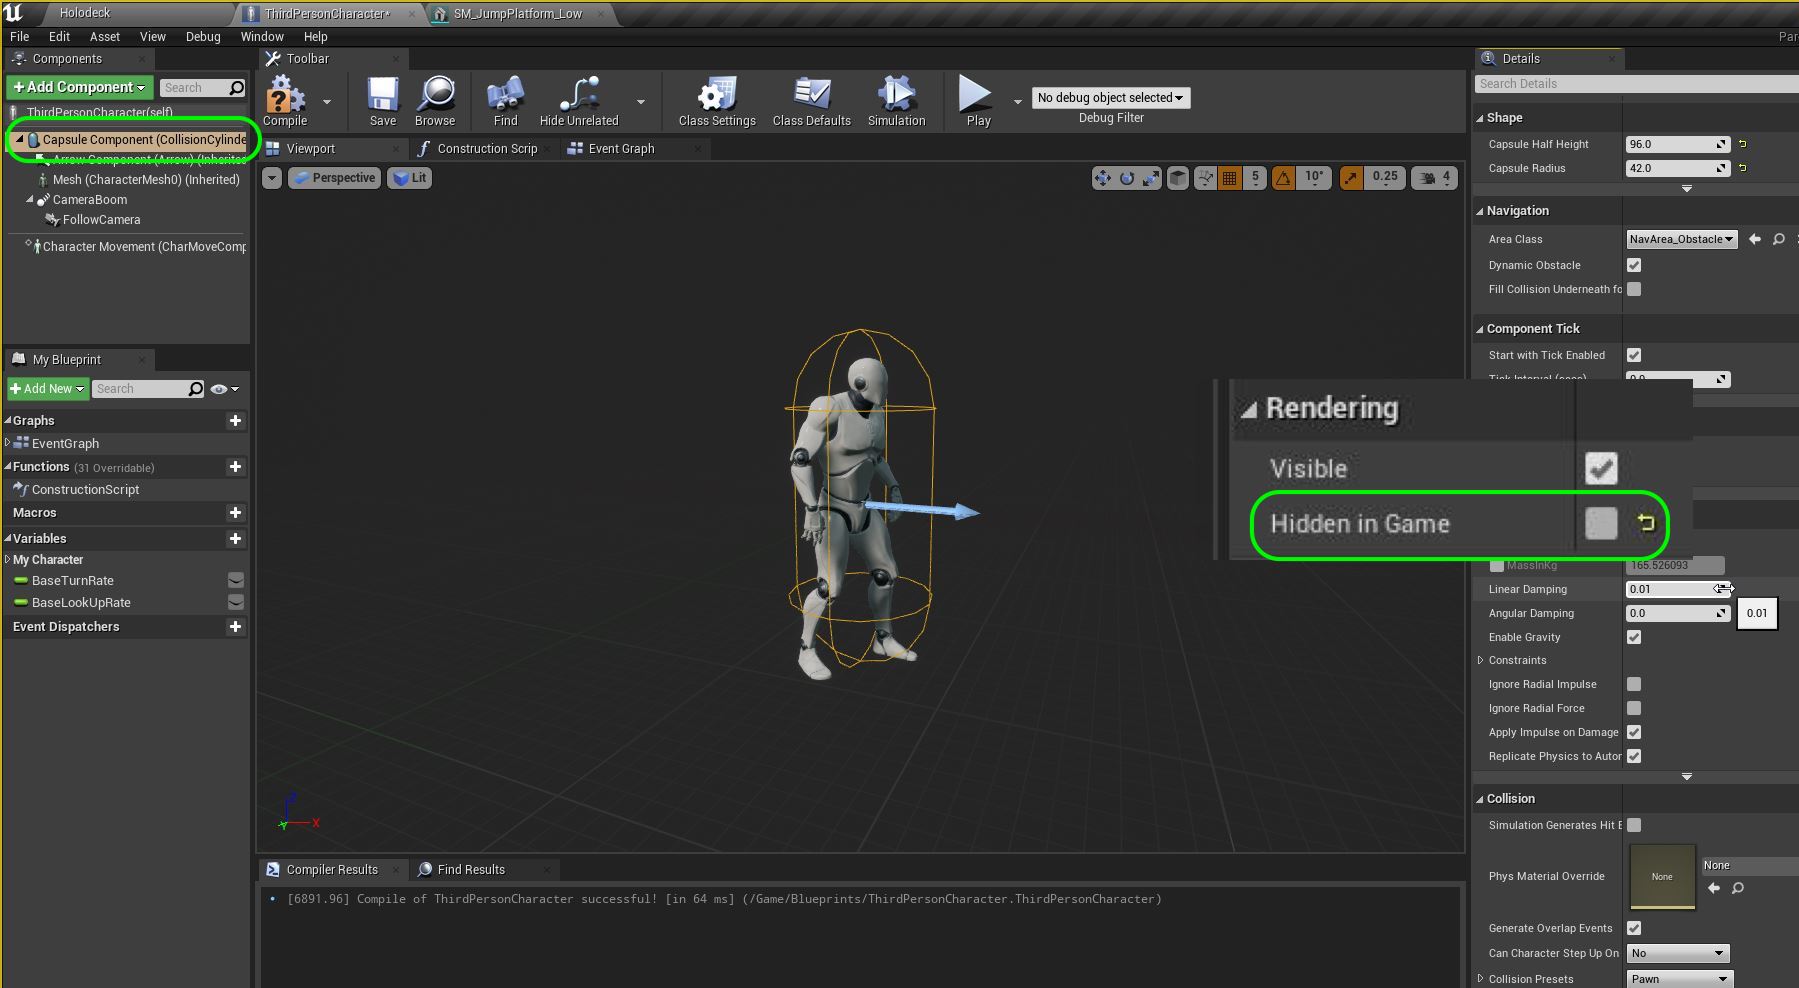 Holodeck
ThirdPersonCharacter*
SM_JumpPlatform_Low
File Edit Asset View Debug Window Help
Par
Components
Add Component
Search
ThirdPersonCharacter(self)
Capsule Component (CollisionCylinde
Arrow Component (Arrow) (Inherited
Mesh (CharacterMesh0) (Inherited)
CameraBoom
FollowCamera
Character Movement (CharMoveComp
My Blueprint
Add New
Search
Graphs
EventGraph
Functions (31 Overridable)
ConstructionScript
Macros
Variables
My Character
BaseTurnRate
BaseLookUpRate
Event Dispatchers
Toolbar
Compile
Save
Browse
Find
Hide Unrelated
Class Settings
Class Defaults
Simulation
Play
No debug object selected
Debug Filter
Viewport
Construction Scrip
Event Graph
Perspective
Lit
5
10°
0.25
4
Z
X
Y
Rendering
Visible
Hidden in Game
Compiler Results
Find Results
[6891.96] Compile of ThirdPersonCharacter successful! [in 64 ms] (/Game/Blueprints/ThirdPersonCharacter.ThirdPersonCharacter)
Details
Search Details
Shape
Capsule Half Height 96.0
Capsule Radius 42.0
Navigation
Area Class NavArea_Obstacle
Dynamic Obstacle
Fill Collision Underneath fo
Component Tick
Start with Tick Enabled
Tick Interval (secs) 0.0
MassInKg 165.526093
Linear Damping 0.01
0.01
Angular Damping 0.0
Enable Gravity
Constraints
Ignore Radial Impulse
Ignore Radial Force
Apply Impulse on Damage
Replicate Physics to Autor
Collision
Simulation Generates Hit E
Phys Material Override
None
None
Generate Overlap Events
Can Character Step Up On No
Collision Presets Pawn